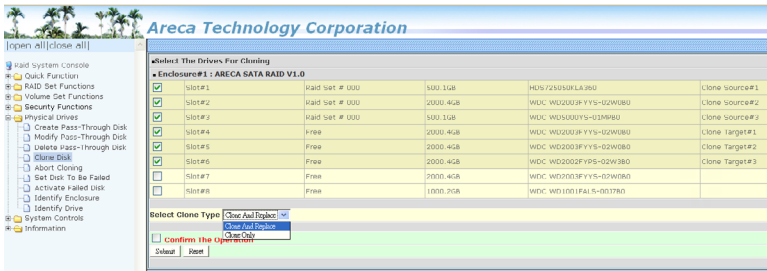 Areca Technology Corporation
|open all|close all|
Raid System Console
Quick Function
RAID Set Functions
Volume Set Functions
Security Functions
Physical Drives
Create Pass-Through Disk
Modify Pass-Through Disk
Delete Pass-Through Disk
Clone Disk
Abort Cloning
Set Disk To Be Failed
Activate Failed Disk
Identify Enclosure
Identify Drive
System Controls
Information
Select The Drives For Cloning
Enclosure#1 : ARECA SATA RAID V1.0
Slot#1 Raid Set # 000 500.1GB HDS725050KLA360 Clone Source#1
Slot#2 Raid Set # 000 2000.4GB WDC WD2003FYYS-02W0B0 Clone Source#2
Slot#3 Raid Set # 000 500.1GB WDC WD5000YS-01MPB0 Clone Source#3
Slot#4 Free 2000.4GB WDC WD2003FYYS-02W0B0 Clone Target#1
Slot#5 Free 2000.4GB WDC WD2003FYYS-02W0B0 Clone Target#2
Slot#6 Free 2000.4GB WDC WD2002FYPS-02W3B0 Clone Target#3
Slot#7 Free 2000.4GB WDC WD2003FYYS-02W0B0
Slot#8 Free 1000.2GB WDC WD1001FALS-00J7B0
Select Clone Type Clone And Replace
Clone And Replace
Clone Only
Confirm The Operation
Submit Reset